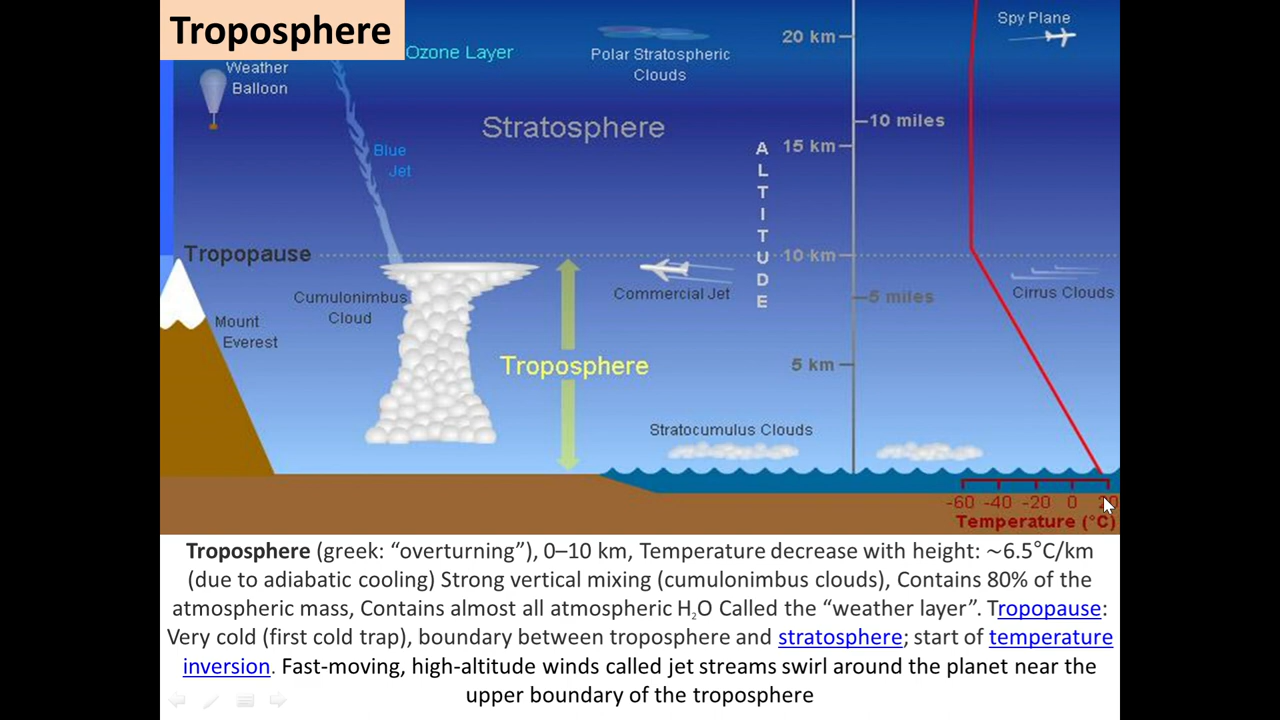 Troposphere
Spy Plane
20 km
Ozone Layer
Polar Stratospheric
Clouds
Weather
Balloon
10 miles
Stratosphere
A
L
T
I
T
U
D
E
15 km
Blue
Jet
Tropopause
10 km
Commercial Jet
Cirrus Clouds
5 miles
Cumulonimbus
Cloud
Mount
Everest
Troposphere
5 km
Stratocumulus Clouds
-60 -40 -20 0 20
Temperature (°C)
Troposphere (greek: “overturning”), 0–10 km, Temperature decrease with height: ~6.5°C/km
(due to adiabatic cooling) Strong vertical mixing (cumulonimbus clouds), Contains 80% of the
atmospheric mass, Contains almost all atmospheric H₂O Called the “weather layer”. Tropopause:
Very cold (first cold trap), boundary between troposphere and stratosphere; start of temperature
inversion. Fast-moving, high-altitude winds called jet streams swirl around the planet near the
upper boundary of the troposphere